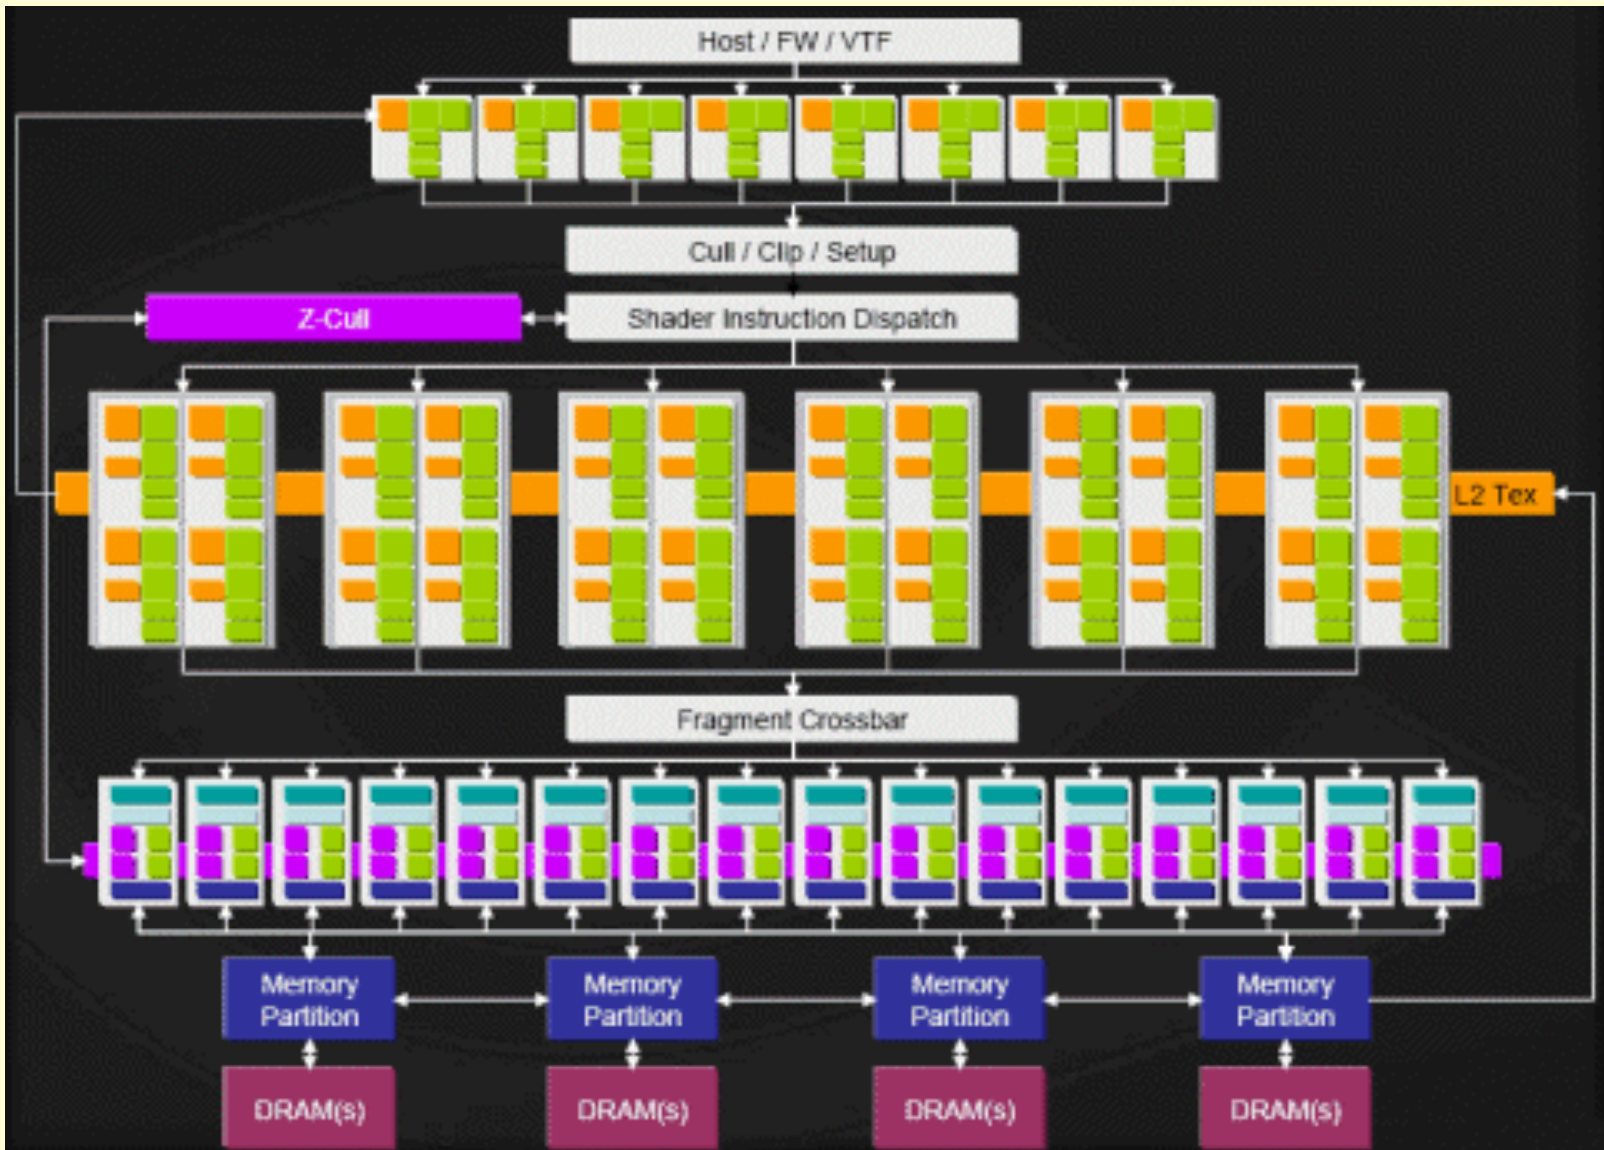 Host / FW / VTF
Cull / Clip / Setup
Z-Cull
Shader Instruction Dispatch
L2 Tex
Fragment Crossbar
Memory
Partition
Memory
Partition
Memory
Partition
Memory
Partition
DRAM(s)
DRAM(s)
DRAM(s)
DRAM(s)